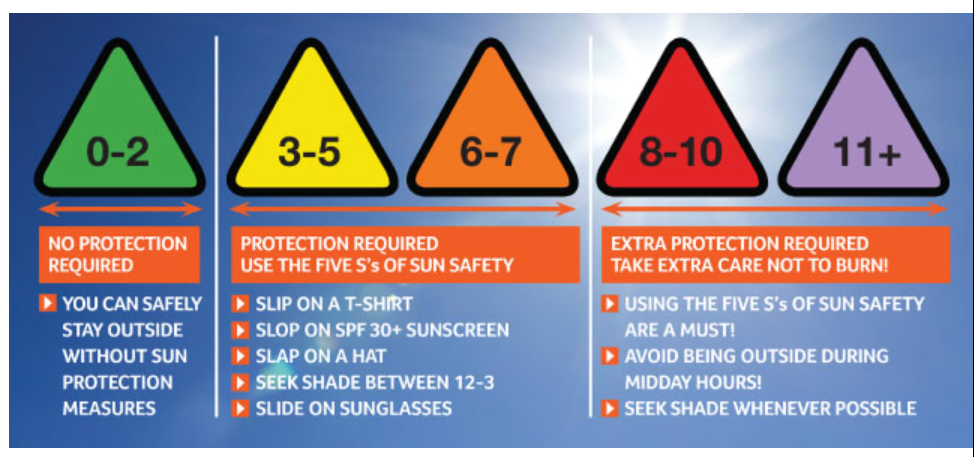 0-2
3-5
6-7
8-10
11+
NO PROTECTION
REQUIRED
YOU CAN SAFELY
STAY OUTSIDE
WITHOUT SUN
PROTECTION
MEASURES
PROTECTION REQUIRED
USE THE FIVE S's OF SUN SAFETY
SLIP ON A T-SHIRT
SLOP ON SPF 30+ SUNSCREEN
SLAP ON A HAT
SEEK SHADE BETWEEN 12-3
SLIDE ON SUNGLASSES
EXTRA PROTECTION REQUIRED
TAKE EXTRA CARE NOT TO BURN!
USING THE FIVE S's OF SUN SAFETY
ARE A MUST!
AVOID BEING OUTSIDE DURING
MIDDAY HOURS!
SEEK SHADE WHENEVER POSSIBLE